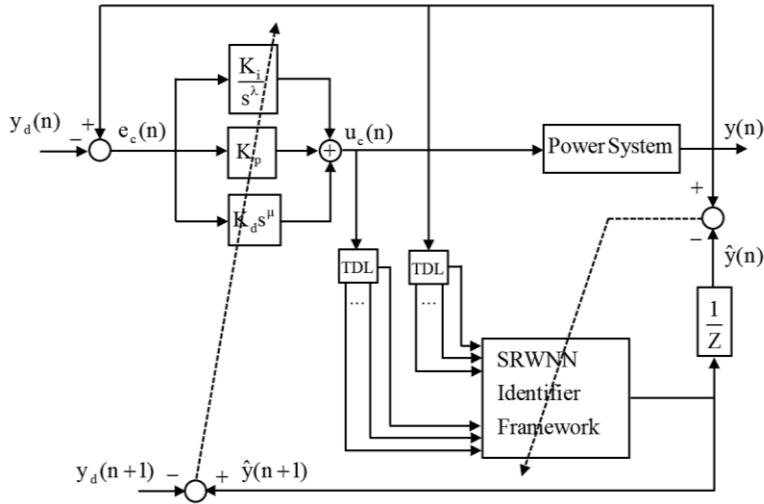 K_i
s^λ
y_d(n)
+
−
e_c(n)
K_p
+
u_c(n)
Power System
y(n)
K_d s^μ
+
−
ŷ(n)
TDL
TDL
...
...
1
Z
SRWNN
Identifier
Framework
y_d(n+1)
−
+
ŷ(n+1)